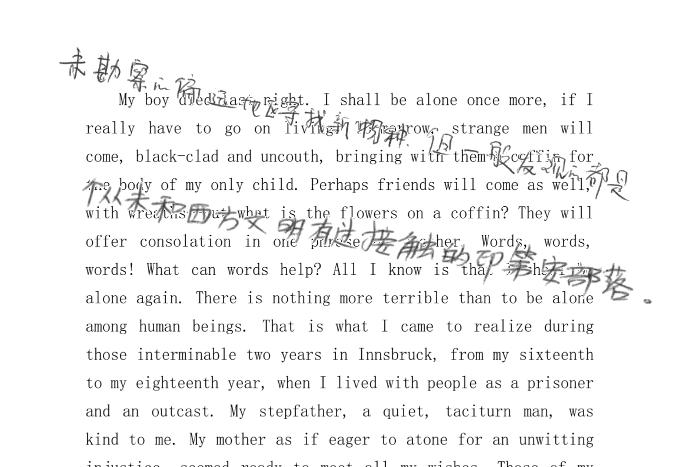 未勘察的偏远地区寻找新物种，但一般发现的都是
个从未和西方文明有过接触的印第安部落。
My boy died last night. I shall be alone once more, if I
really have to go on living. Tomorrow, strange men will
come, black-clad and uncouth, bringing with them a coffin for
the body of my only child. Perhaps friends will come as well,
with wreaths, but what is the flowers on a coffin? They will
offer consolation in one phrase or another. Words, words,
words! What can words help? All I know is that I shall be
alone again. There is nothing more terrible than to be alone
among human beings. That is what I came to realize during
those interminable two years in Innsbruck, from my sixteenth
to my eighteenth year, when I lived with people as a prisoner
and an outcast. My stepfather, a quiet, taciturn man, was
kind to me. My mother as if eager to atone for an unwitting
injustice, seemed ready to meet all my wishes. Those of my